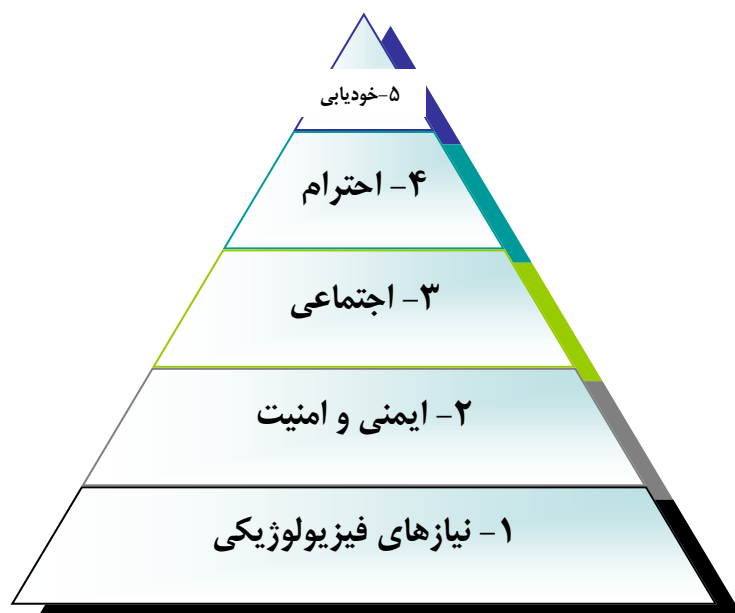 ۵-خودیابی
۴- احترام
۳- اجتماعی
۲- ایمنی و امنیت
۱- نیازهای فیزیولوژیکی